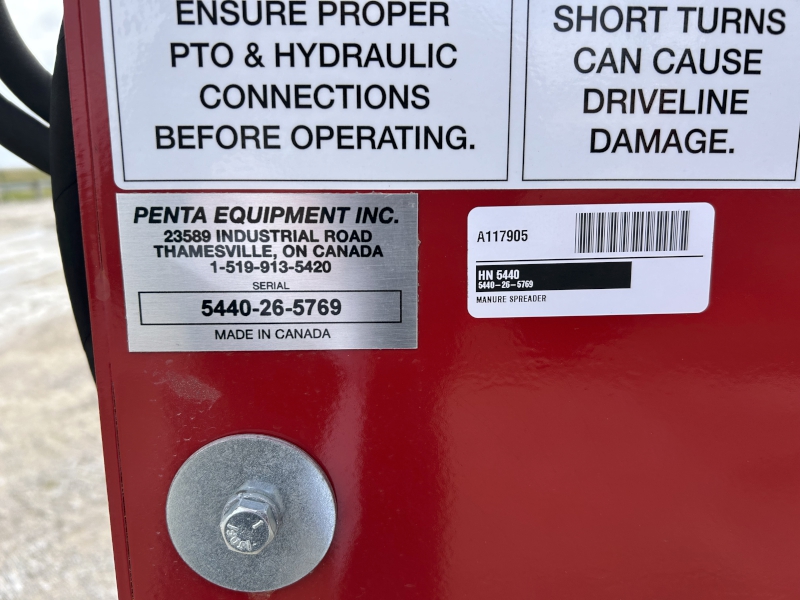 ENSURE PROPER
PTO & HYDRAULIC
CONNECTIONS
BEFORE OPERATING.
SHORT TURNS
CAN CAUSE
DRIVELINE
DAMAGE.
PENTA EQUIPMENT INC.
23589 INDUSTRIAL ROAD
THAMESVILLE, ON CANADA
1-519-913-5420
SERIAL
5440-26-5769
MADE IN CANADA
A117905
HN 5440
5440-26-5769
MANURE SPREADER